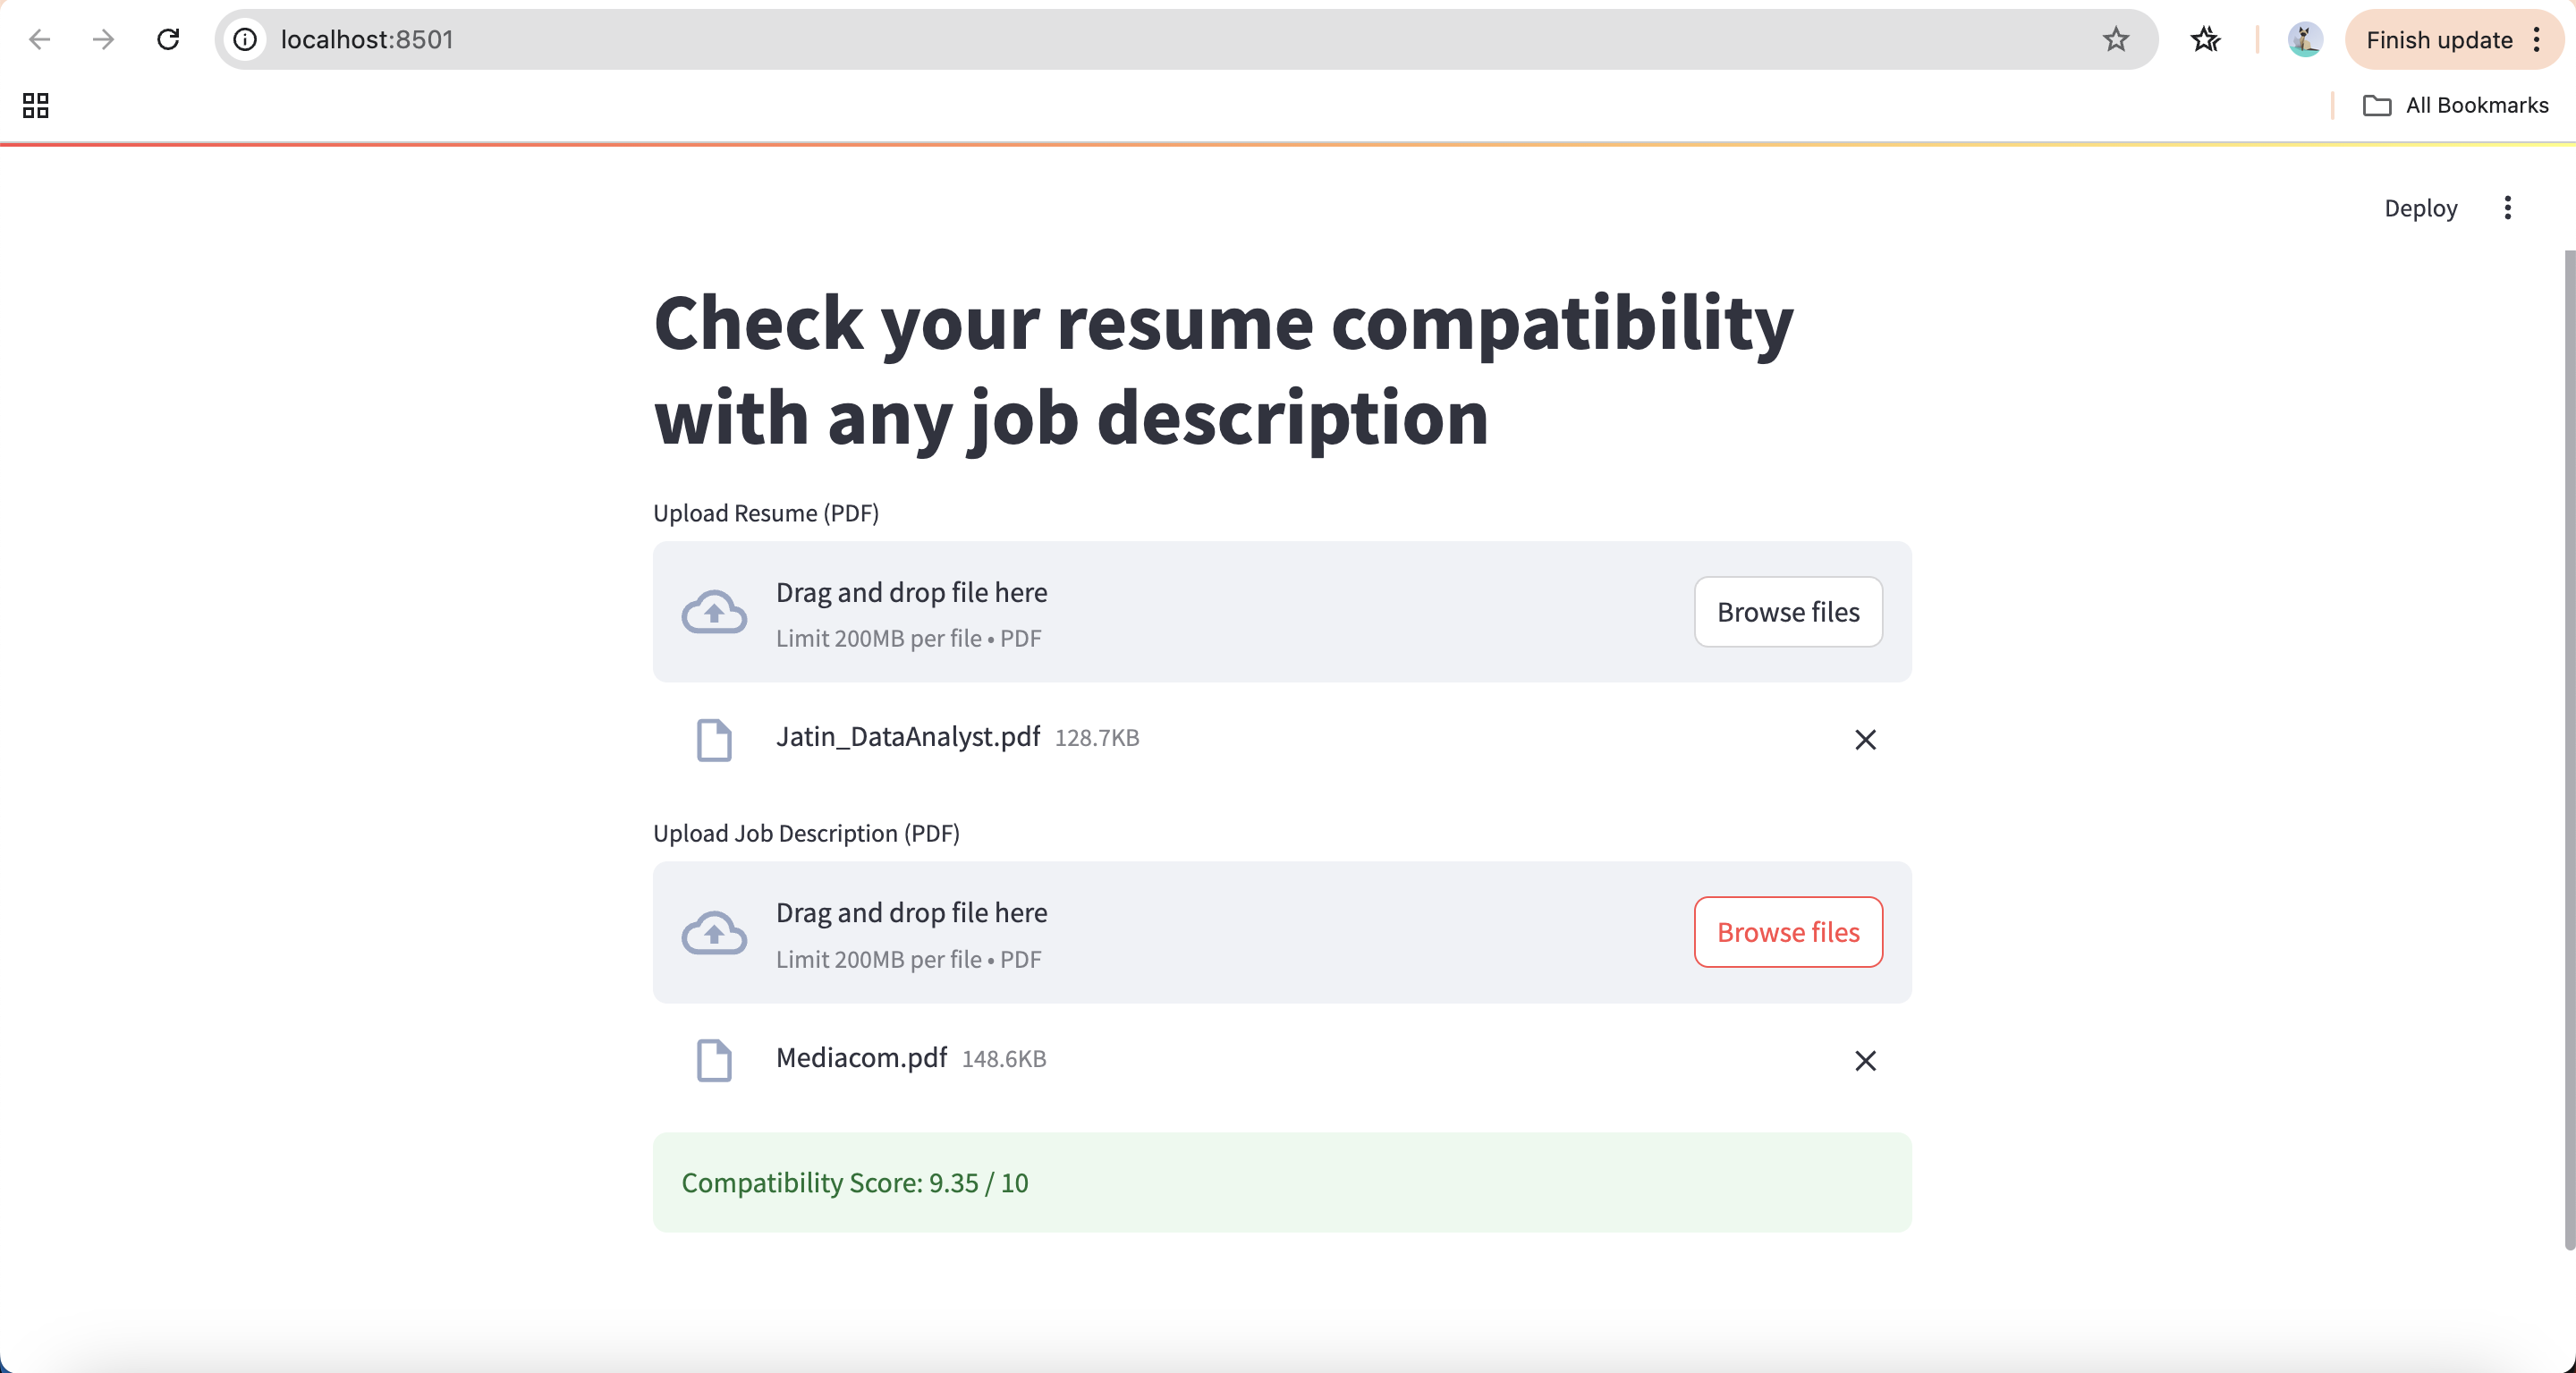 localhost:8501
Finish update
All Bookmarks
Deploy
Check your resume compatibility
with any job description
Upload Resume (PDF)
Drag and drop file here
Limit 200MB per file • PDF
Browse files
Jatin_DataAnalyst.pdf 128.7KB
Upload Job Description (PDF)
Drag and drop file here
Limit 200MB per file • PDF
Browse files
Mediacom.pdf 148.6KB
Compatibility Score: 9.35 / 10